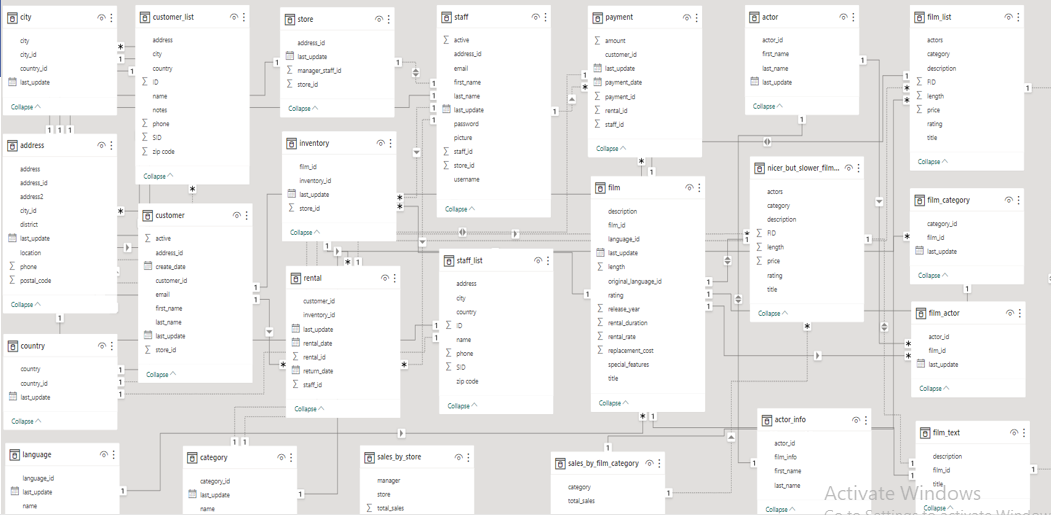 city
city
city_id
country_id
last_update
Collapse
customer_list
address
city
country
ID
name
notes
phone
SID
zip code
Collapse
store
address_id
last_update
manager_staff_id
store_id
Collapse
staff
active
address_id
email
first_name
last_name
last_update
password
picture
staff_id
store_id
username
Collapse
payment
amount
customer_id
last_update
payment_date
payment_id
rental_id
staff_id
Collapse
actor
actor_id
first_name
last_name
last_update
Collapse
film_list
actors
category
description
FID
length
price
rating
title
Collapse
address
address
address_id
address2
city_id
district
last_update
location
phone
postal_code
Collapse
customer
active
address_id
create_date
customer_id
email
first_name
last_name
last_update
store_id
Collapse
inventory
film_id
inventory_id
last_update
store_id
Collapse
rental
customer_id
inventory_id
last_update
rental_date
rental_id
return_date
staff_id
Collapse
staff_list
address
city
country
ID
name
phone
SID
zip code
Collapse
film
description
film_id
language_id
last_update
length
original_language_id
rating
release_year
rental_duration
rental_rate
replacement_cost
special_features
title
Collapse
nicer_but_slower_film...
actors
category
description
FID
length
price
rating
title
Collapse
film_category
category_id
film_id
last_update
Collapse
film_actor
actor_id
film_id
last_update
Collapse
country
country
country_id
last_update
Collapse
language
language_id
last_update
name
category
category_id
last_update
name
sales_by_store
manager
store
total_sales
sales_by_film_category
category
total_sales
actor_info
actor_id
film_info
first_name
last_name
Collapse
film_text
description
film_id
title
Collapse
Activate Windows
Go to Settings to activate Windows